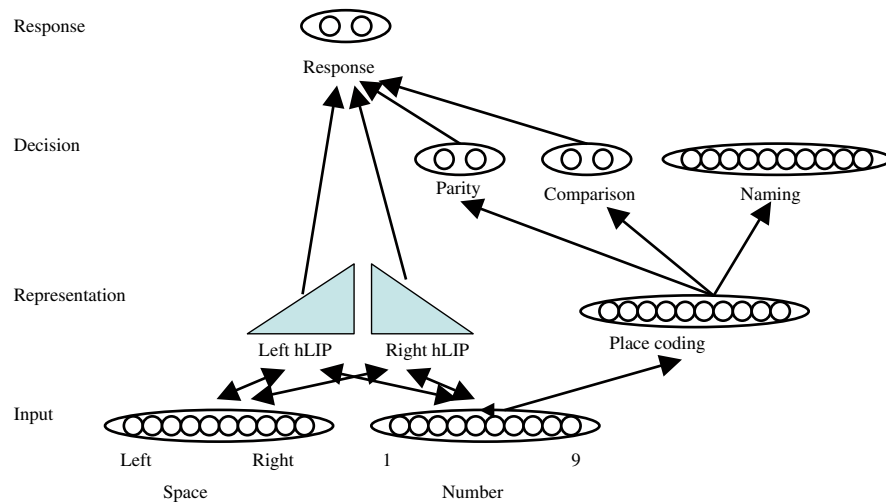 Response
Response
Decision
Parity Comparison Naming
Representation
Left hLIP Right hLIP Place coding
Input
Left Right 1 9
Space Number